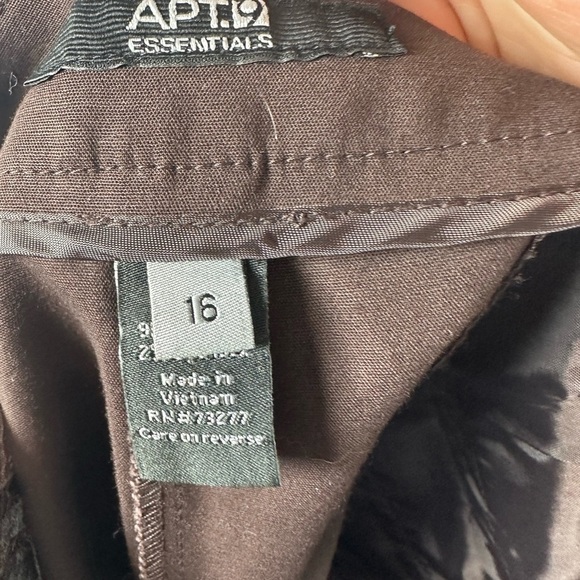 APT.9
ESSENTIALS
16
Made in
Vietnam
RN#:73277
Care on reverse